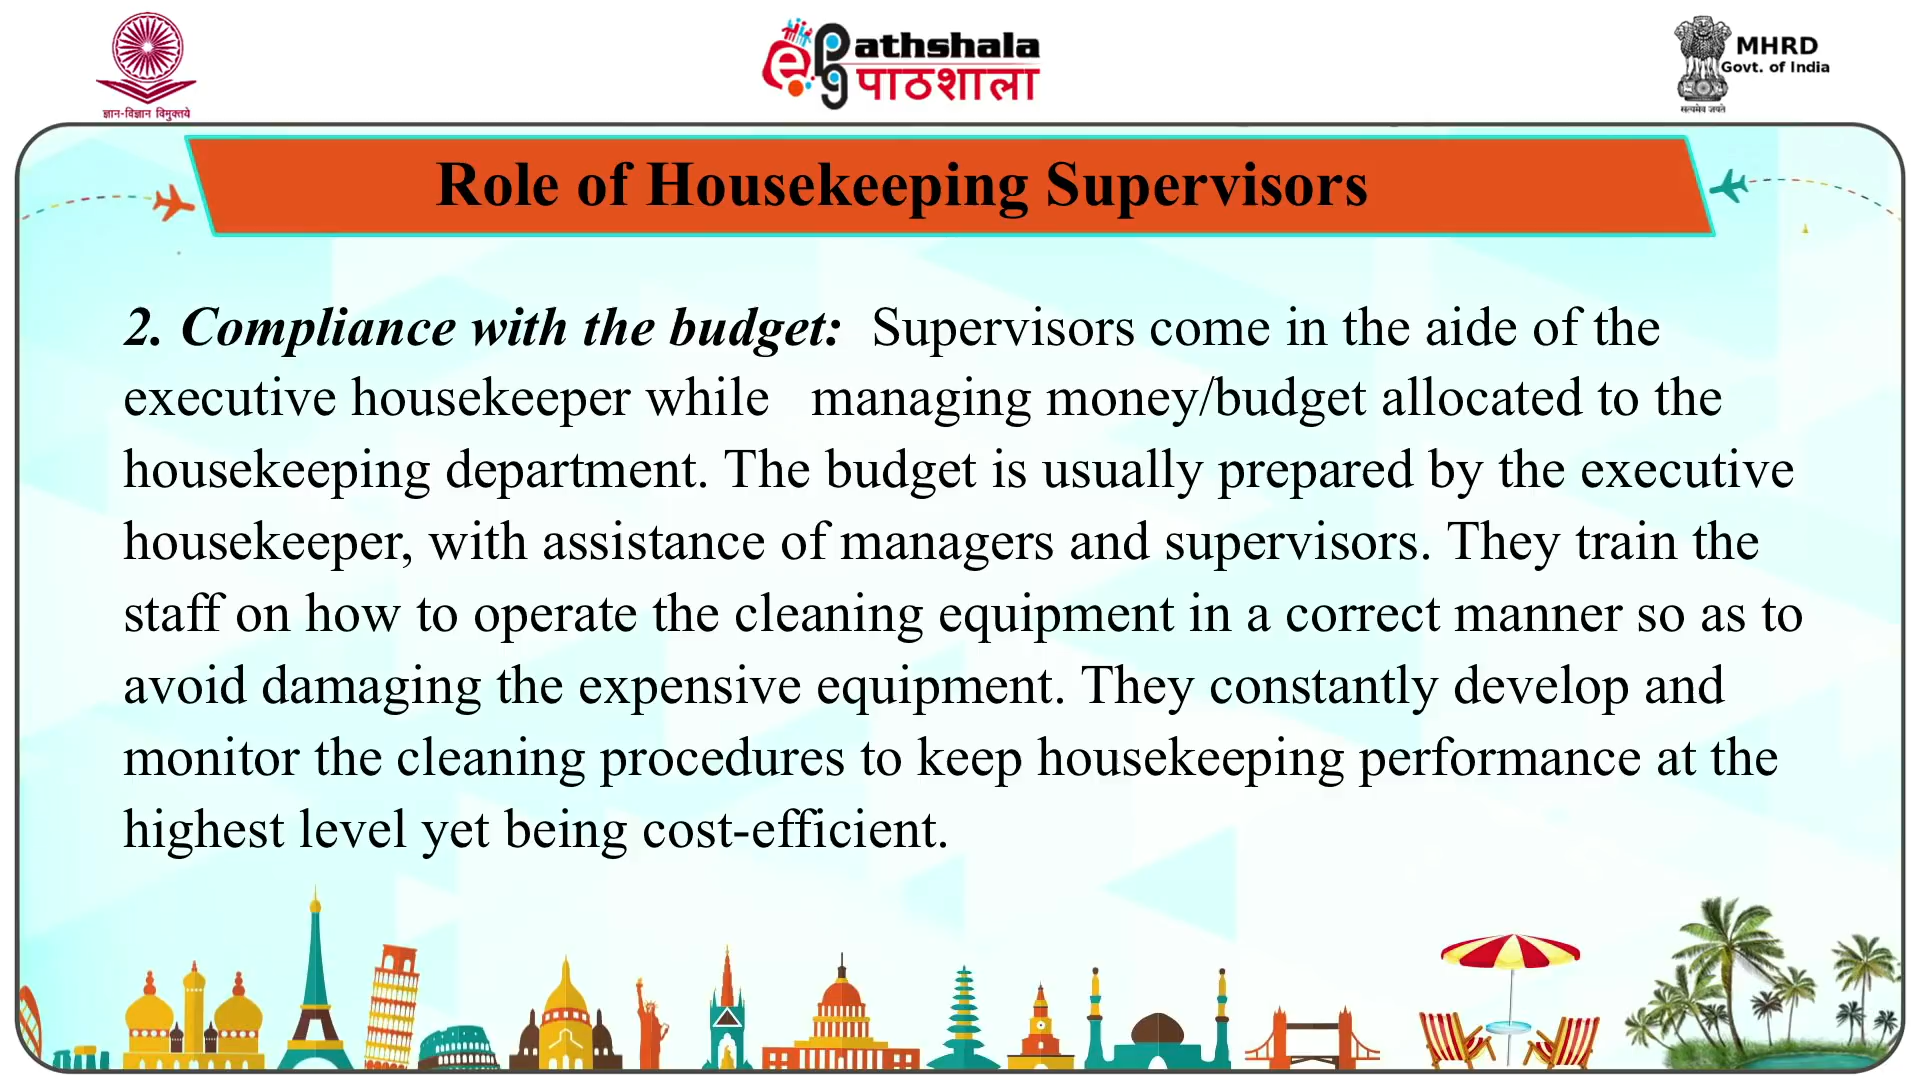 ज्ञान-विज्ञान विमुक्तये
ePGathshala
पाठशाला
MHRD
Govt. of India
सत्यमेव जयते
Role of Housekeeping Supervisors
2. Compliance with the budget: Supervisors come in the aide of the
executive housekeeper while managing money/budget allocated to the
housekeeping department. The budget is usually prepared by the executive
housekeeper, with assistance of managers and supervisors. They train the
staff on how to operate the cleaning equipment in a correct manner so as to
avoid damaging the expensive equipment. They constantly develop and
monitor the cleaning procedures to keep housekeeping performance at the
highest level yet being cost-efficient.